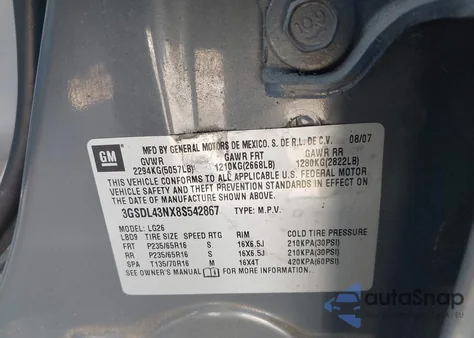 10.9
GM
MFD BY GENERAL MOTORS DE MEXICO, S. DE R.L. DE C.V. 08/07
GVWR GAWR FRT GAWR RR
2294KG(5057LB) 1210KG(2668LB) 1280KG(2822LB)
THIS VEHICLE CONFORMS TO ALL APPLICABLE U.S. FEDERAL MOTOR
VEHICLE SAFETY AND THEFT PREVENTION STANDARDS IN EFFECT ON
THE DATE OF MANUFACTURE SHOWN ABOVE.
3GSDL43NX8S542867 TYPE: M.P.V.
MODEL: LG26
LBD9 TIRE SIZE SPEED RTG RIM COLD TIRE PRESSURE
FRT P235/65R16 S 16X6.5J 210KPA(30PSI)
RR P235/65R16 S 16X6.5J 210KPA(30PSI)
SPA T135/70R16 M 16X4T 420KPA(60PSI)
SEE OWNER'S MANUAL FOR ADDITIONAL INFORMATION.
autoSnap